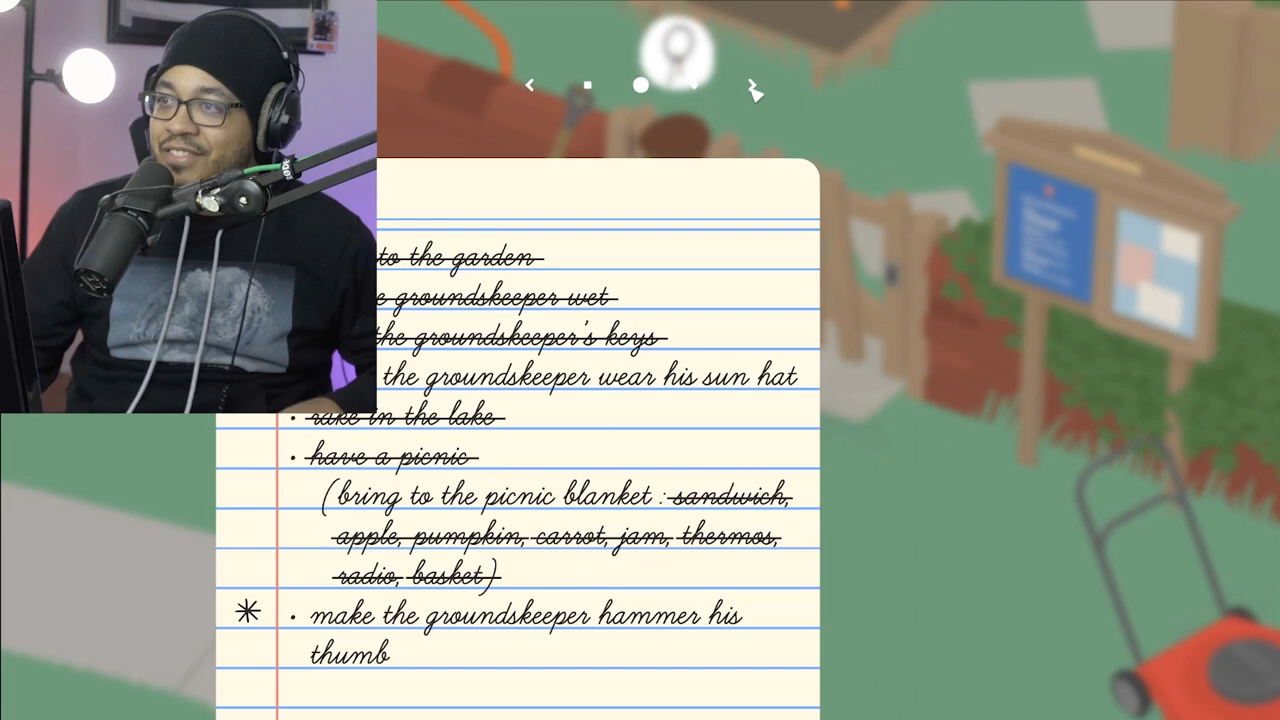 to the garden
e groundskeeper wet
the groundskeeper's keys
the groundskeeper wear his sun hat
• rake in the lake
• have a picnic
(bring to the picnic blanket : sandwich,
apple, pumpkin, carrot, jam, thermos,
radio, basket)
* • make the groundskeeper hammer his
thumb